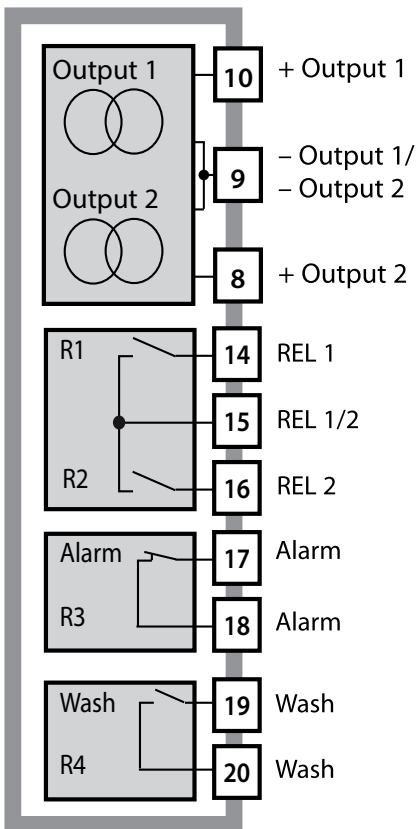 Output 1
10
+ Output 1
9
– Output 1/
– Output 2
Output 2
8
+ Output 2
R1
14
REL 1
15
REL 1/2
R2
16
REL 2
Alarm
17
Alarm
R3
18
Alarm
Wash
19
Wash
R4
20
Wash